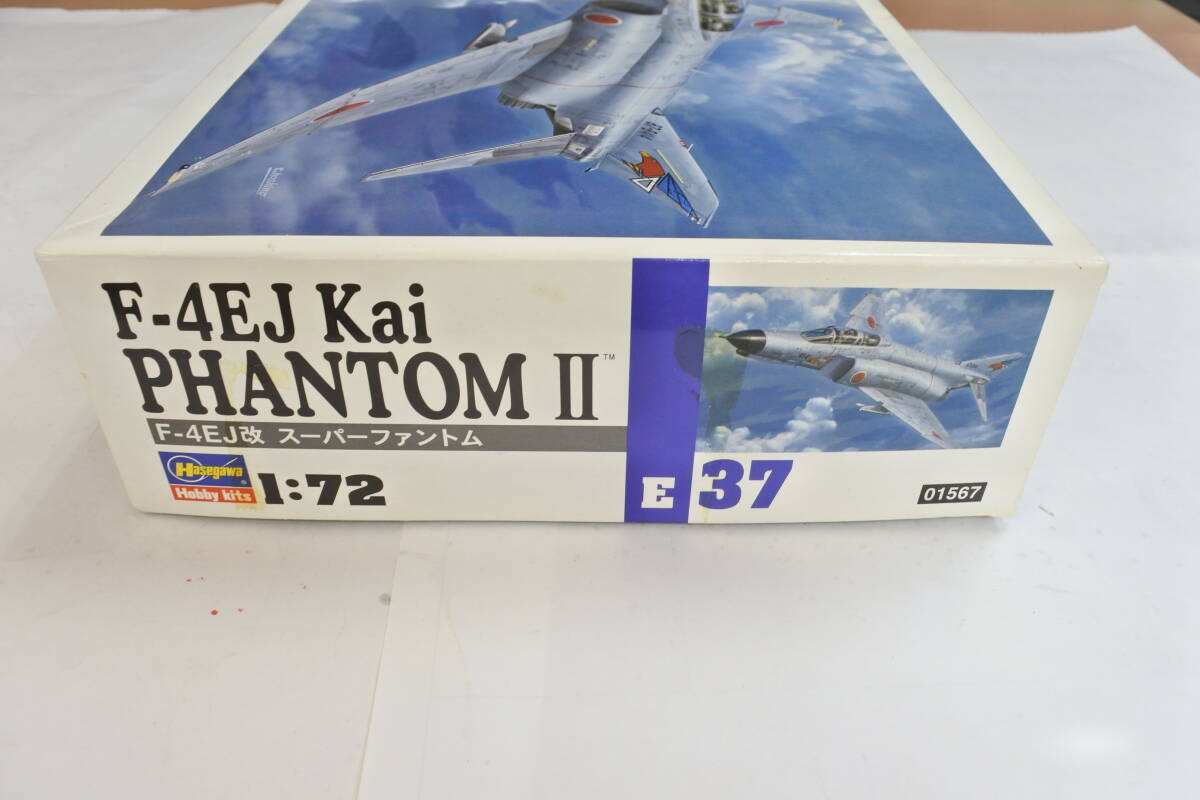 F-4EJ Kai
PHANTOM II™
F-4EJ改 スーパーファントム
Hasegawa®
Hobby kits
1:72
E 37
01567